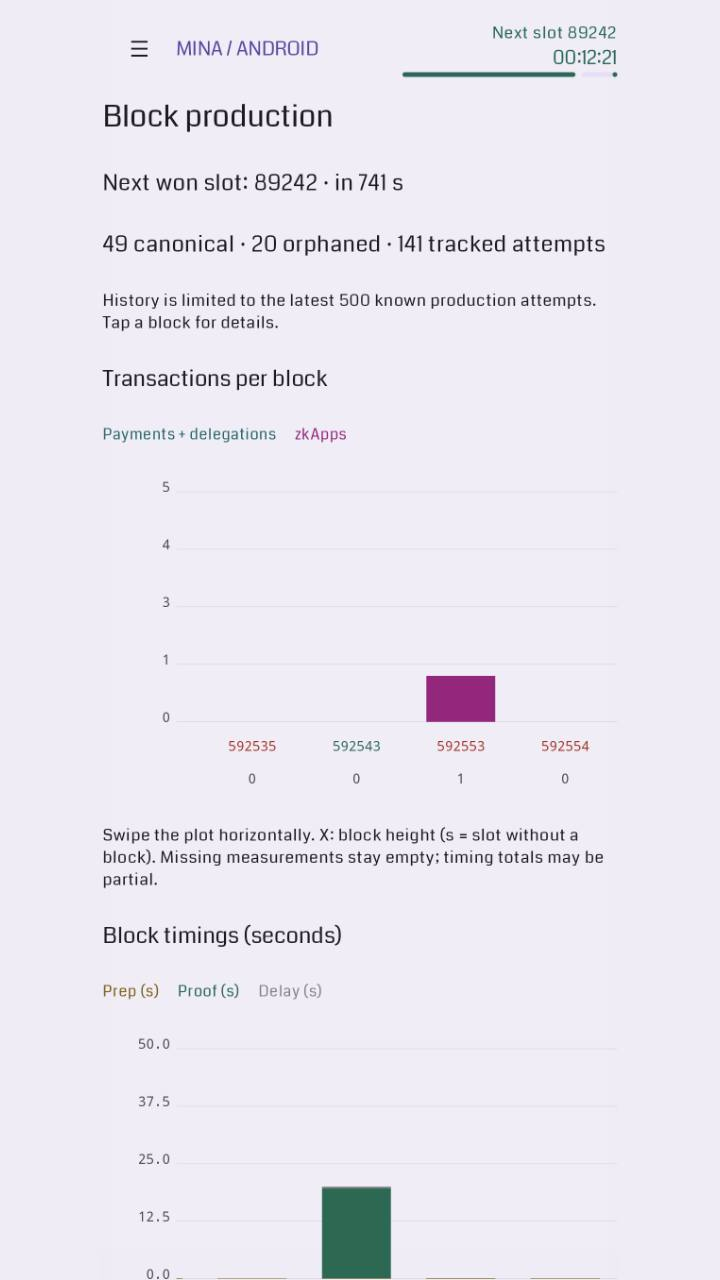 ☰ MINA / ANDROID
Next slot 89242
00:12:21
Block production
Next won slot: 89242 · in 741 s
49 canonical · 20 orphaned · 141 tracked attempts
History is limited to the latest 500 known production attempts.
Tap a block for details.
Transactions per block
Payments + delegations zkApps
5
4
3
1
0
592535 592543 592553 592554
0 0 1 0
Swipe the plot horizontally. X: block height (s = slot without a
block). Missing measurements stay empty; timing totals may be
partial.
Block timings (seconds)
Prep (s) Proof (s) Delay (s)
50.0
37.5
25.0
12.5
0.0